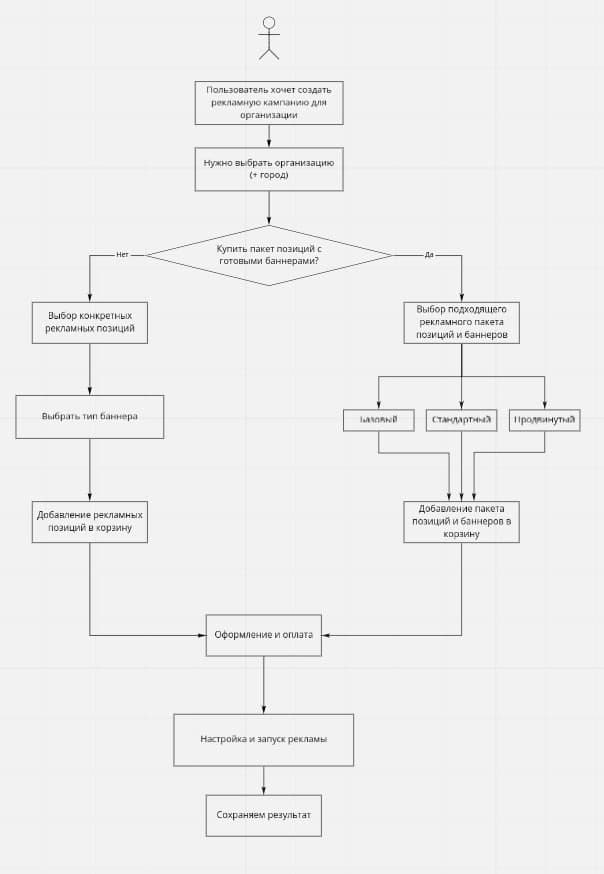 Пользователь хочет создать
рекламную кампанию для
организации
Нужно выбрать организацию
(+ город)
Купить пакет позиций с
готовыми баннерами?
Нет
Да
Выбор конкретных
рекламных позиций
Выбор подходящего
рекламного пакета
позиций и баннеров
Выбрать тип баннера
Базовый
Стандартный
Продвинутый
Добавление рекламных
позиций в корзину
Добавление пакета
позиций и баннеров в
корзину
Оформление и оплата
Настройка и запуск рекламы
Сохраняем результат